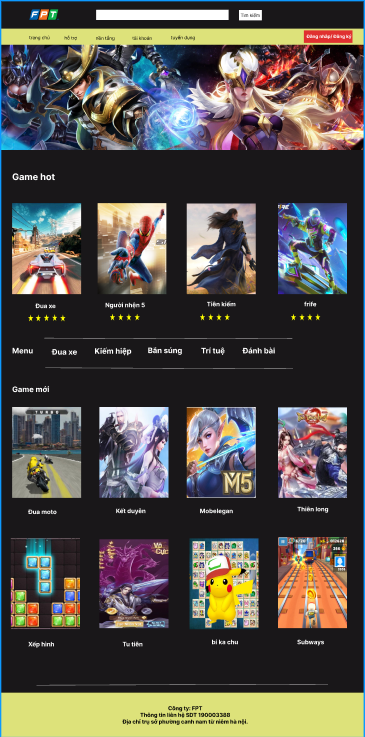 FPT
Tìm kiếm
trang chủ hỗ trợ nền tảng tài khoản tuyển dụng
Đăng nhập/ Đăng ký
Game hot
Đua xe Người nhện 5 Tiên kiếm frife
Menu Đua xe Kiếm hiệp Bắn súng Trí tuệ Đánh bài
Game mới
M5
Đua moto Kết duyên Mobelegan Thiên long
Xếp hình Tu tiên bi ka chu Subways
Công ty: FPT
Thông tin liên hệ SDT 190003388
Địa chỉ trụ sở phường canh nam từ niêm hà nội.